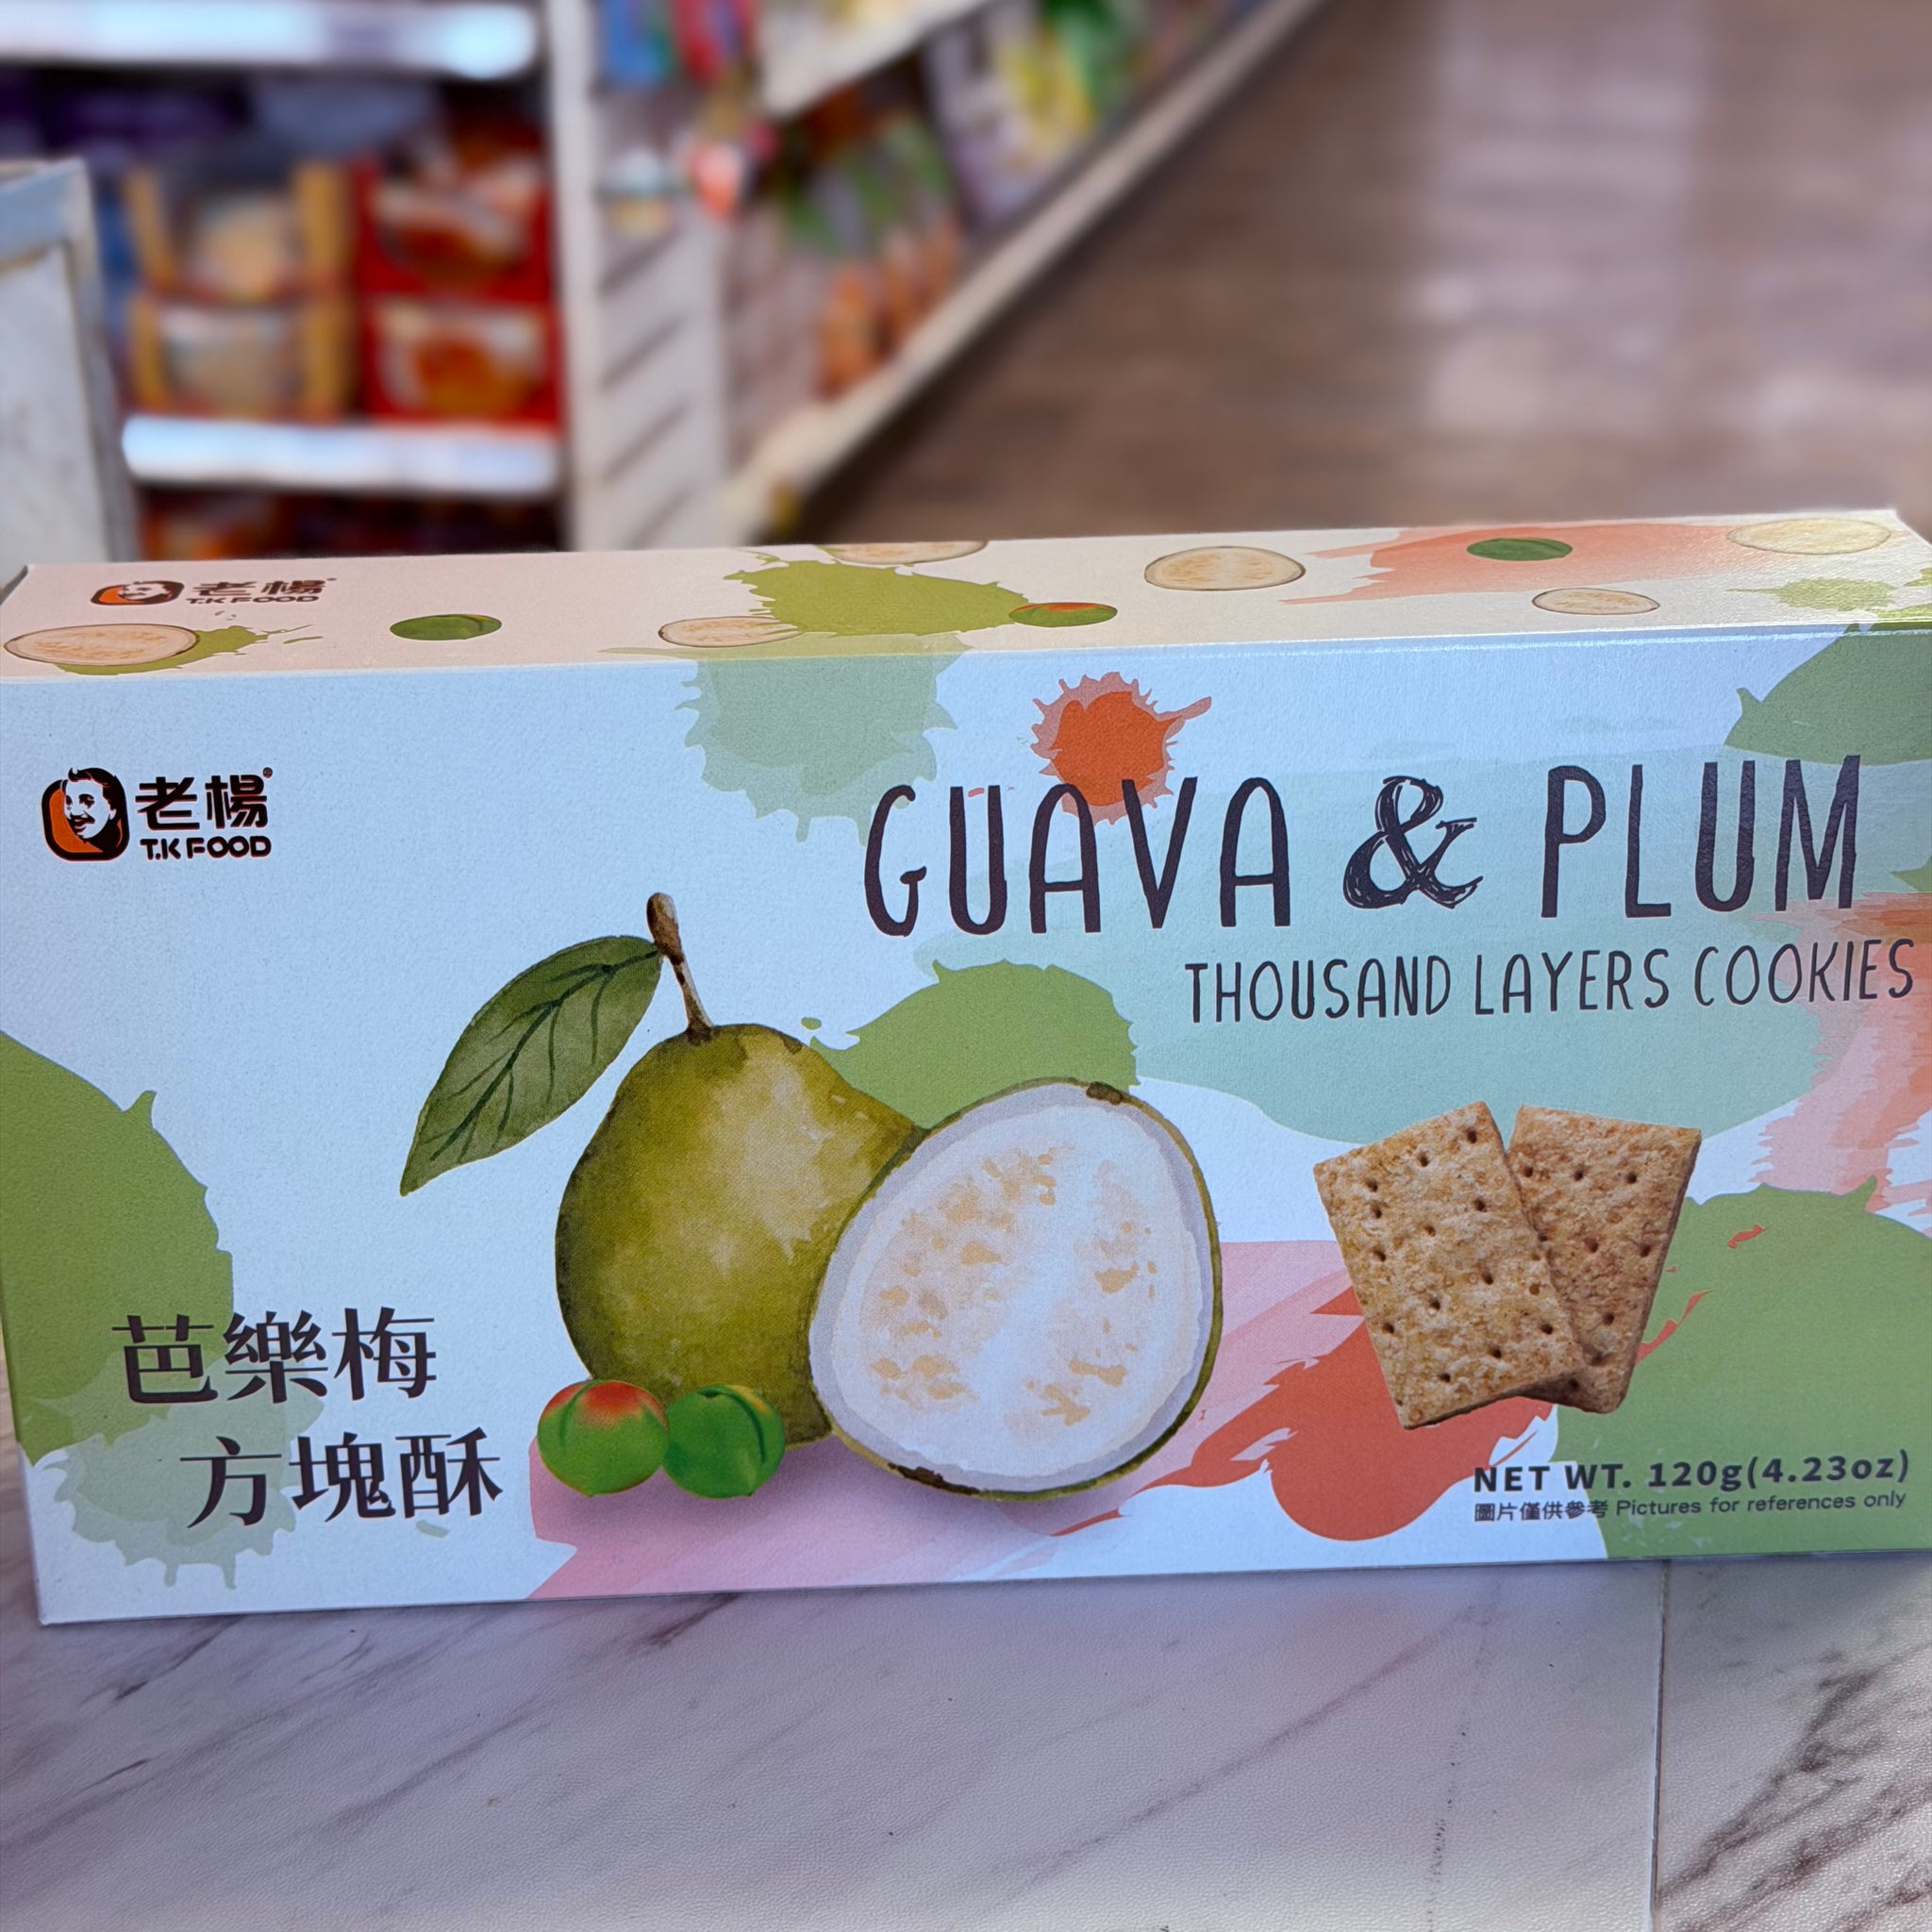 老楊
T.K FOOD
老楊
T.K FOOD
GUAVA & PLUM
THOUSAND LAYERS COOKIES
芭樂梅
方塊酥
NET WT. 120g(4.23oz)
圖片僅供參考 Pictures for references only